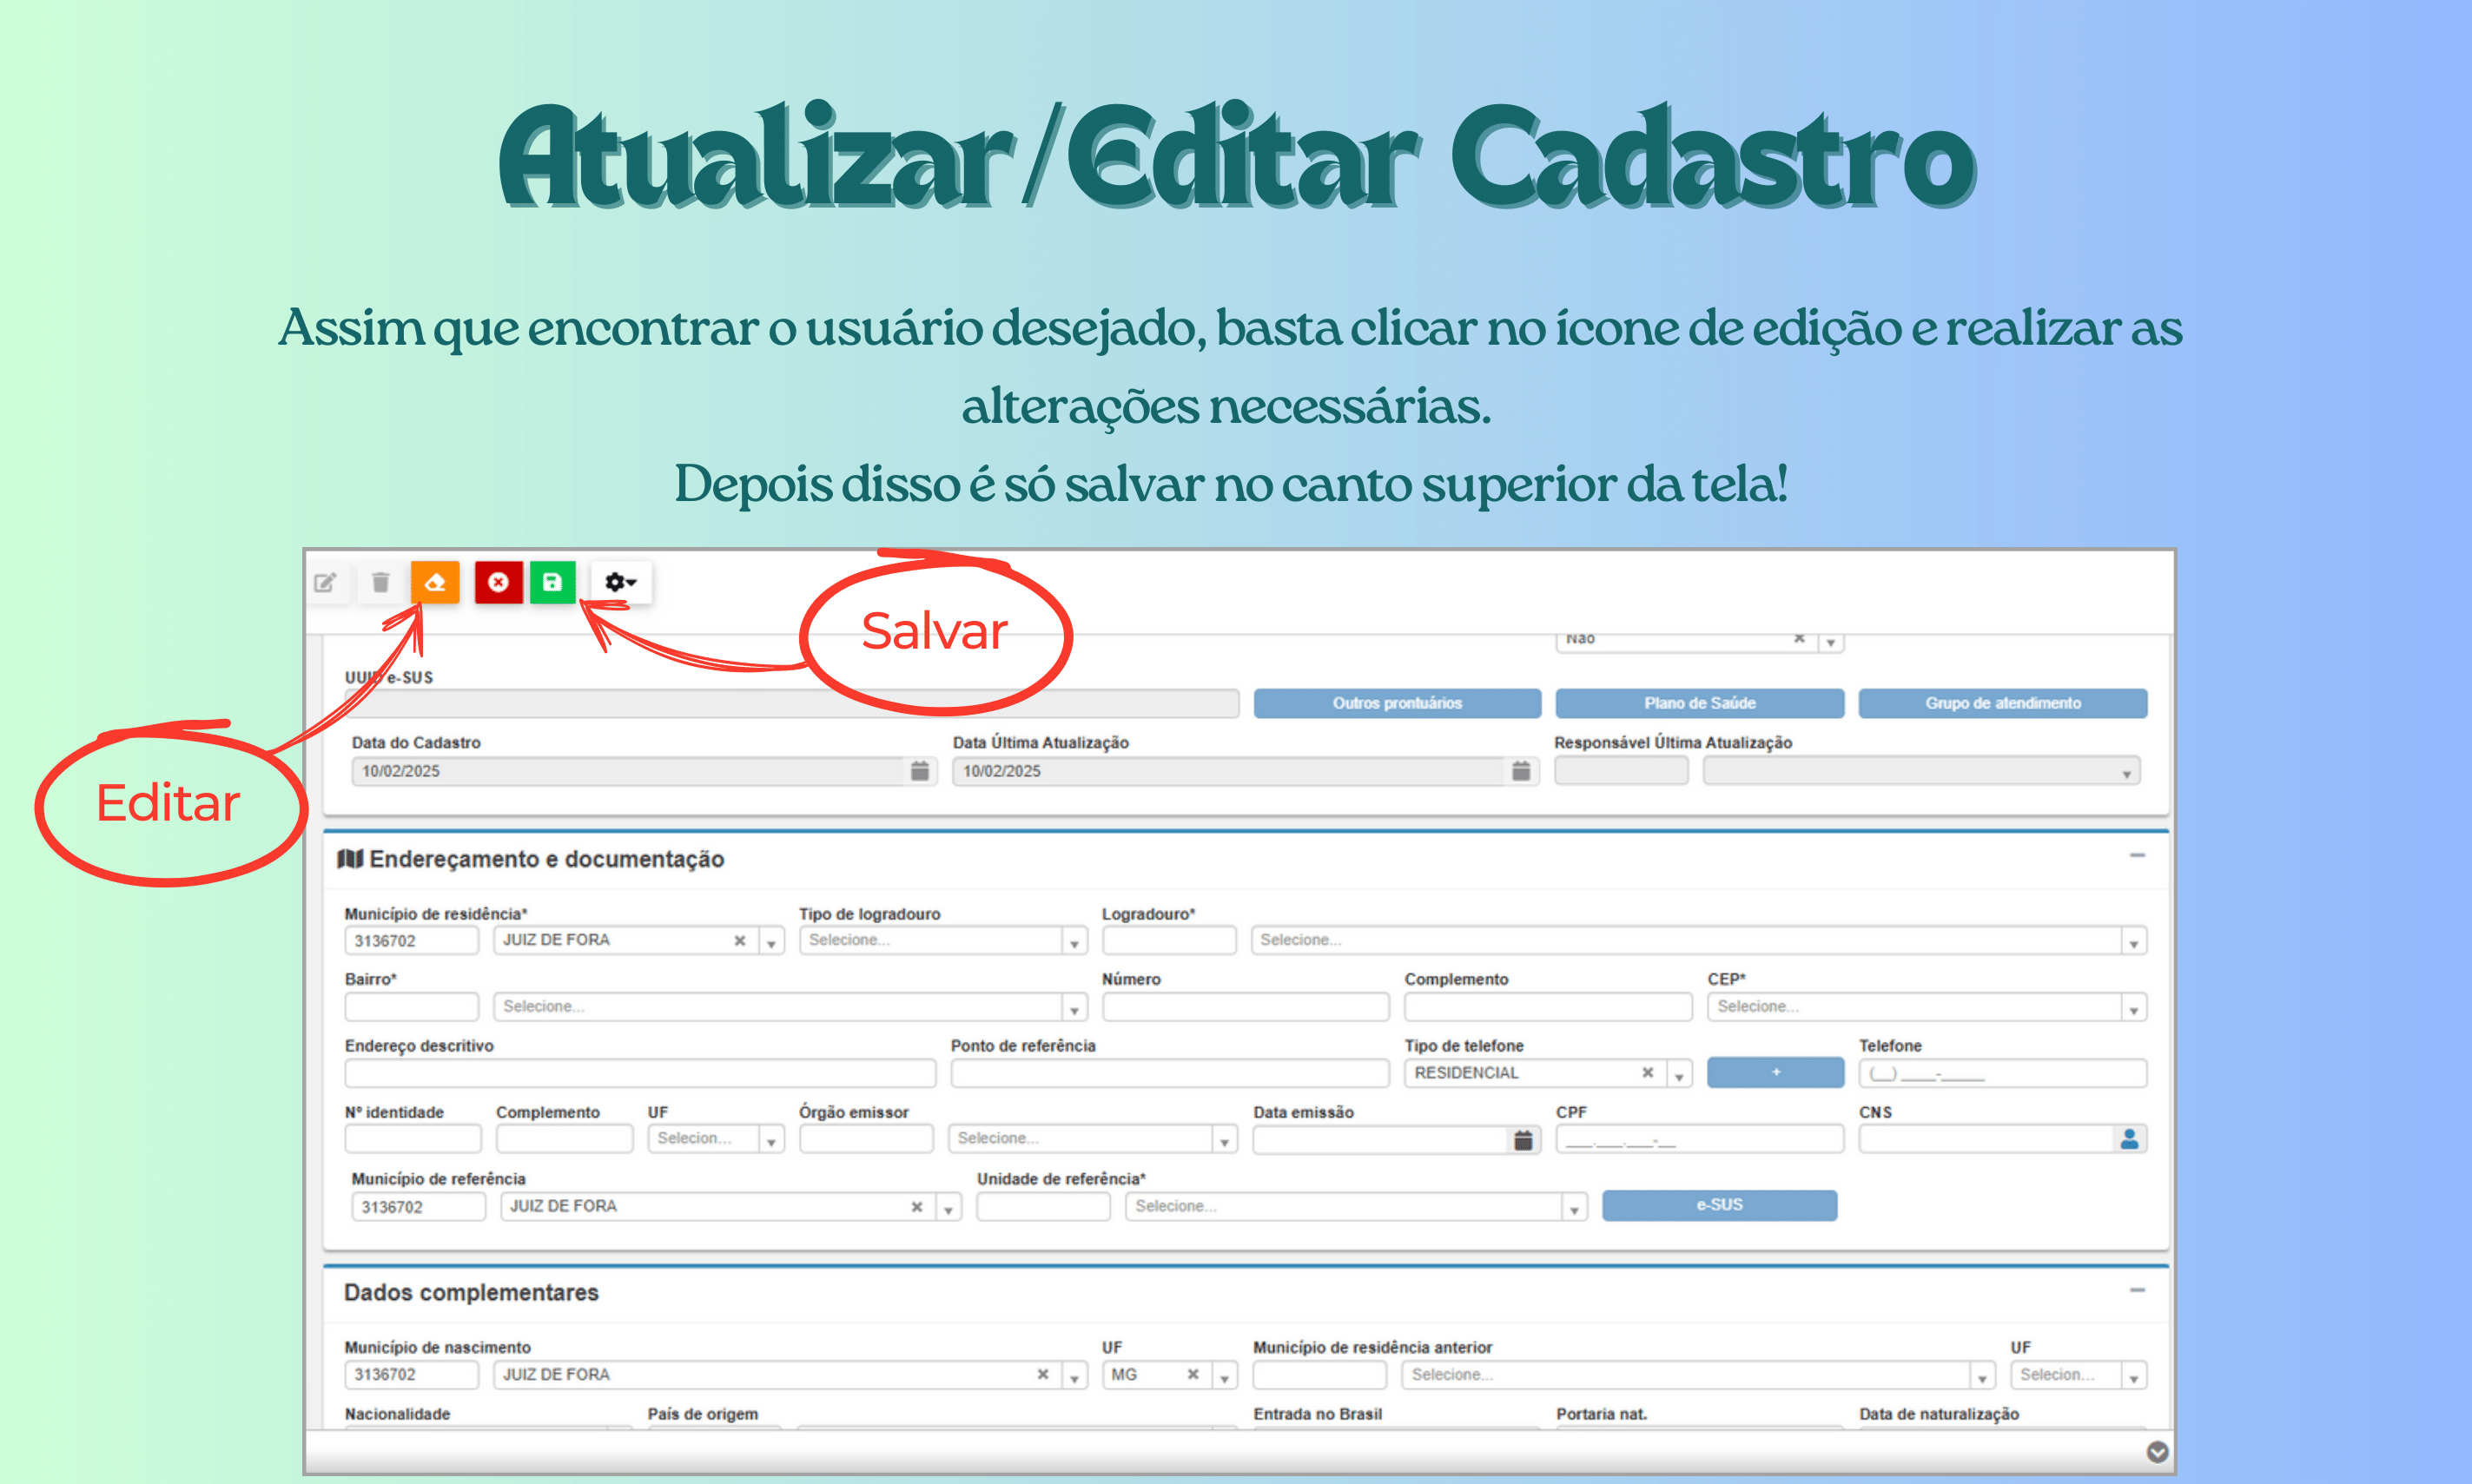 Atualizar/Editar Cadastro
Assim que encontrar o usuário desejado, basta clicar no ícone de edição e realizar as
alterações necessárias.
Depois disso é só salvar no canto superior da tela!
Salvar
Editar
Não
UUID e-SUS
Outros prontuários Plano de Saúde Grupo de atendimento
Data do Cadastro Data Última Atualização Responsável Última Atualização
10/02/2025 10/02/2025
Endereçamento e documentação
Município de residência* Tipo de logradouro Logradouro*
3136702 JUIZ DE FORA Selecione... Selecione...
Bairro* Número Complemento CEP*
Selecione... Selecione...
Endereço descritivo Ponto de referência Tipo de telefone Telefone
RESIDENCIAL + (__) ____-_____
Nº identidade Complemento UF Órgão emissor Data emissão CPF CNS
Selecion... Selecione... ___.___.___-__
Município de referência Unidade de referência*
3136702 JUIZ DE FORA Selecione... e-SUS
Dados complementares
Município de nascimento UF Município de residência anterior UF
3136702 JUIZ DE FORA MG Selecione... Selecion...
Nacionalidade País de origem Entrada no Brasil Portaria nat. Data de naturalização